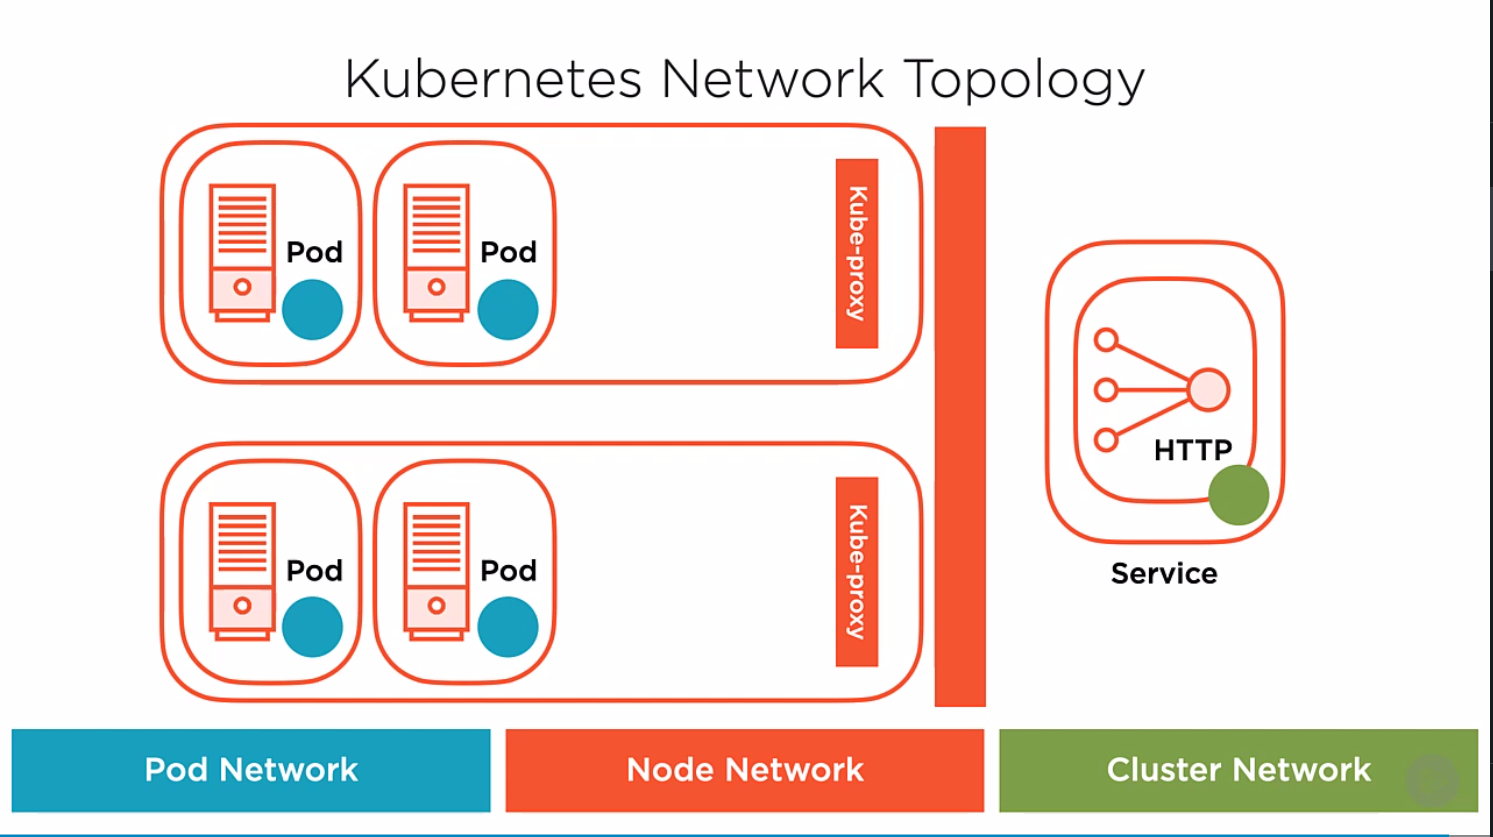 Kubernetes Network Topology
Pod
Pod
Kube-proxy
Pod
Pod
Kube-proxy
HTTP
Service
Pod Network
Node Network
Cluster Network